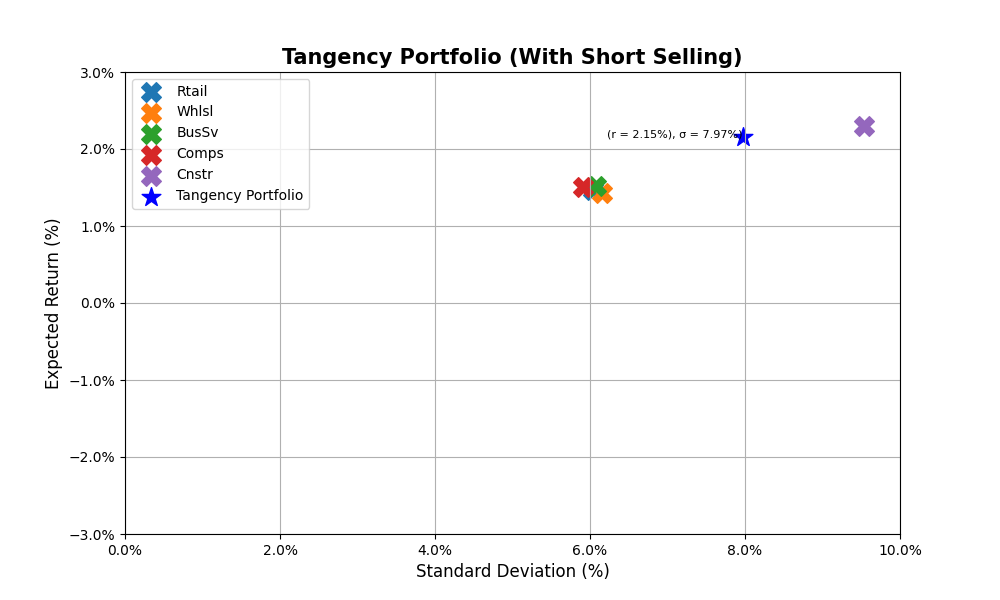 Tangency Portfolio (With Short Selling)
3.0%
2.0%
1.0%
0.0%
−1.0%
−2.0%
−3.0%
Expected Return (%)
Rtail
Whlsl
BusSv
Comps
Cnstr
Tangency Portfolio
(r = 2.15%), σ = 7.97%)
0.0% 2.0% 4.0% 6.0% 8.0% 10.0%
Standard Deviation (%)